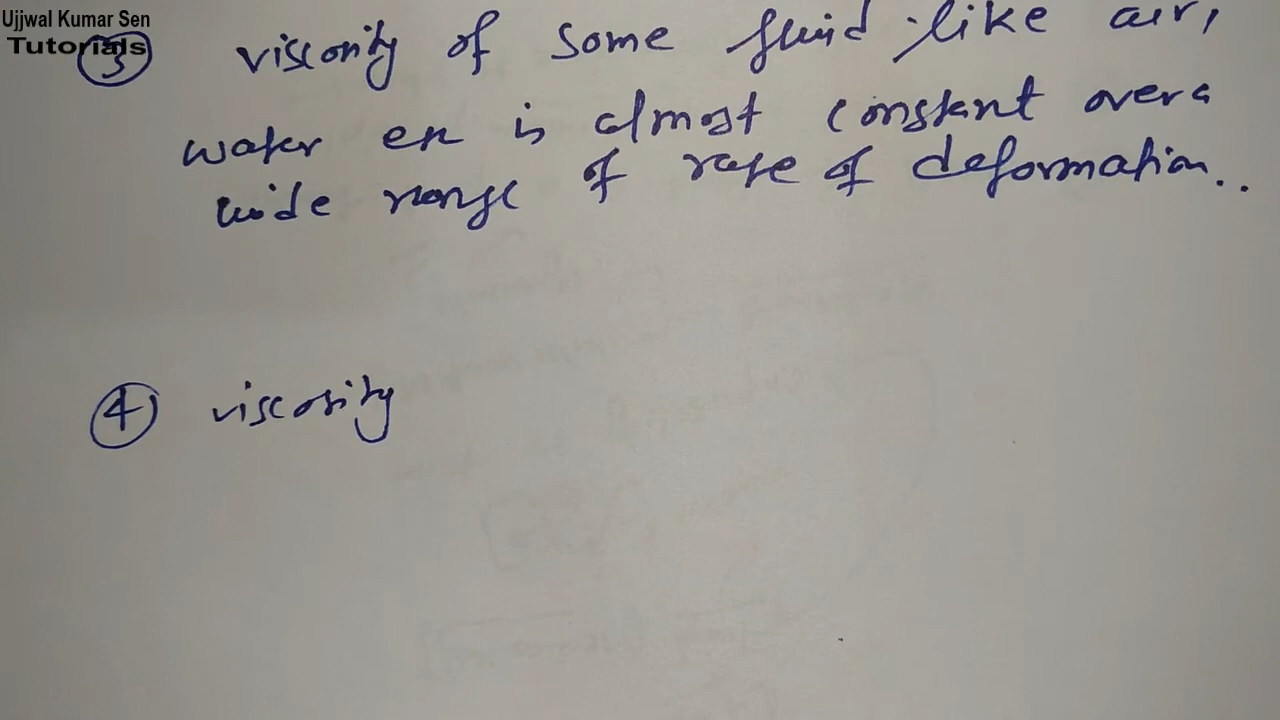 Ujjwal Kumar Sen
Tutorials
③ viscosity of some fluid like air,
water etc is almost constant over a
wide range of rate of deformation..
④ viscosity